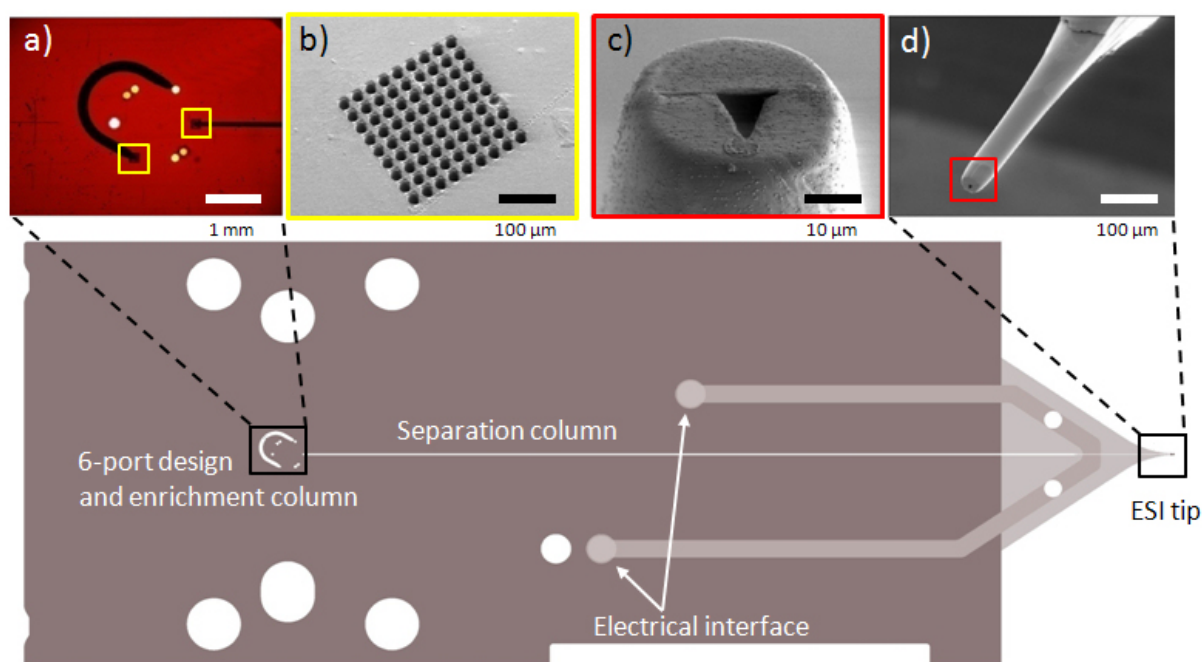 a)
b)
c)
d)
1 mm
100 µm
10 µm
100 µm
Separation column
6-port design
and enrichment column
ESI tip
Electrical interface